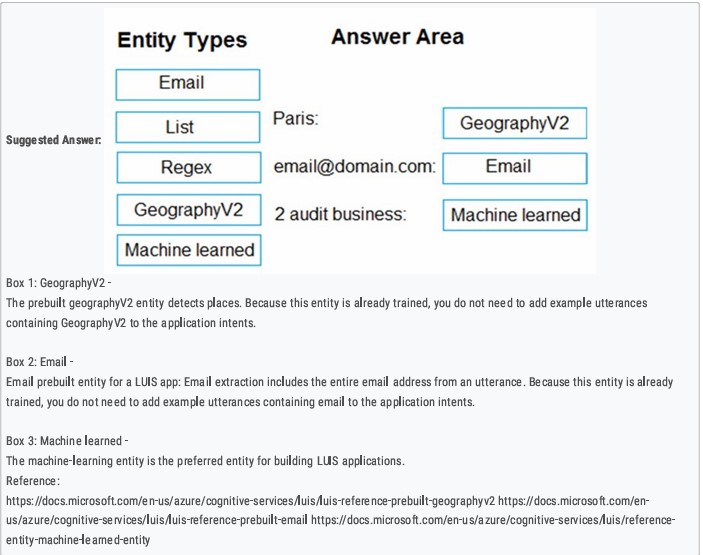 Entity Types
Answer Area
Email
List
Paris:
GeographyV2
Suggested Answer:
Regex
email@domain.com:
Email
GeographyV2
2 audit business:
Machine learned
Machine learned
Box 1: GeographyV2 -
The prebuilt geographyV2 entity detects places. Because this entity is already trained, you do not need to add example utterances
containing GeographyV2 to the application intents.
Box 2: Email -
Email prebuilt entity for a LUIS app: Email extraction includes the entire email address from an utterance. Because this entity is already
trained, you do not need to add example utterances containing email to the application intents.
Box 3: Machine learned -
The machine-learning entity is the preferred entity for building LUIS applications.
Reference:
https://docs.microsoft.com/en-us/azure/cognitive-services/luis/luis-reference-prebuilt-geographyv2 https://docs.microsoft.com/en-
us/azure/cognitive-services/luis/luis-reference-prebuilt-email https://docs.microsoft.com/en-us/azure/cognitive-services/luis/reference-
entity-machine-learned-entity